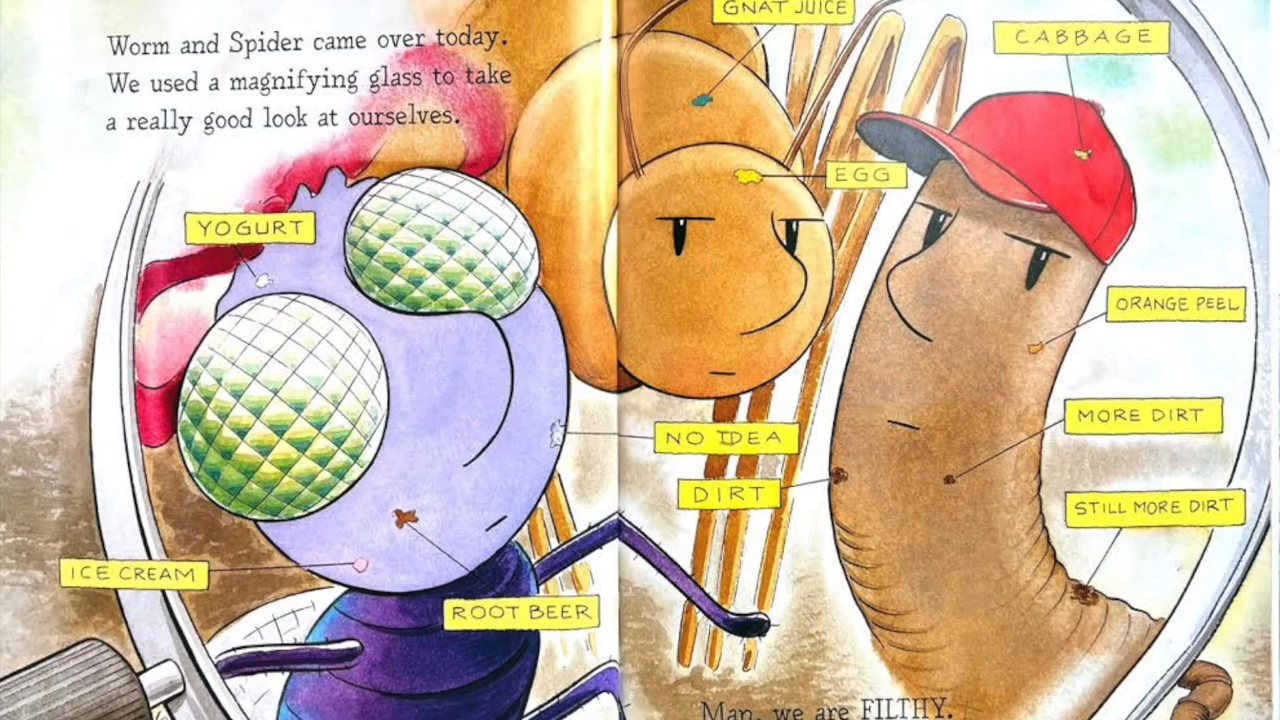 Worm and Spider came over today.
We used a magnifying glass to take
a really good look at ourselves.
GNAT JUICE
CABBAGE
EGG
YOGURT
ORANGE PEEL
MORE DIRT
NO IDEA
DIRT
STILL MORE DIRT
ICE CREAM
ROOT BEER
Man, we are FILTHY.